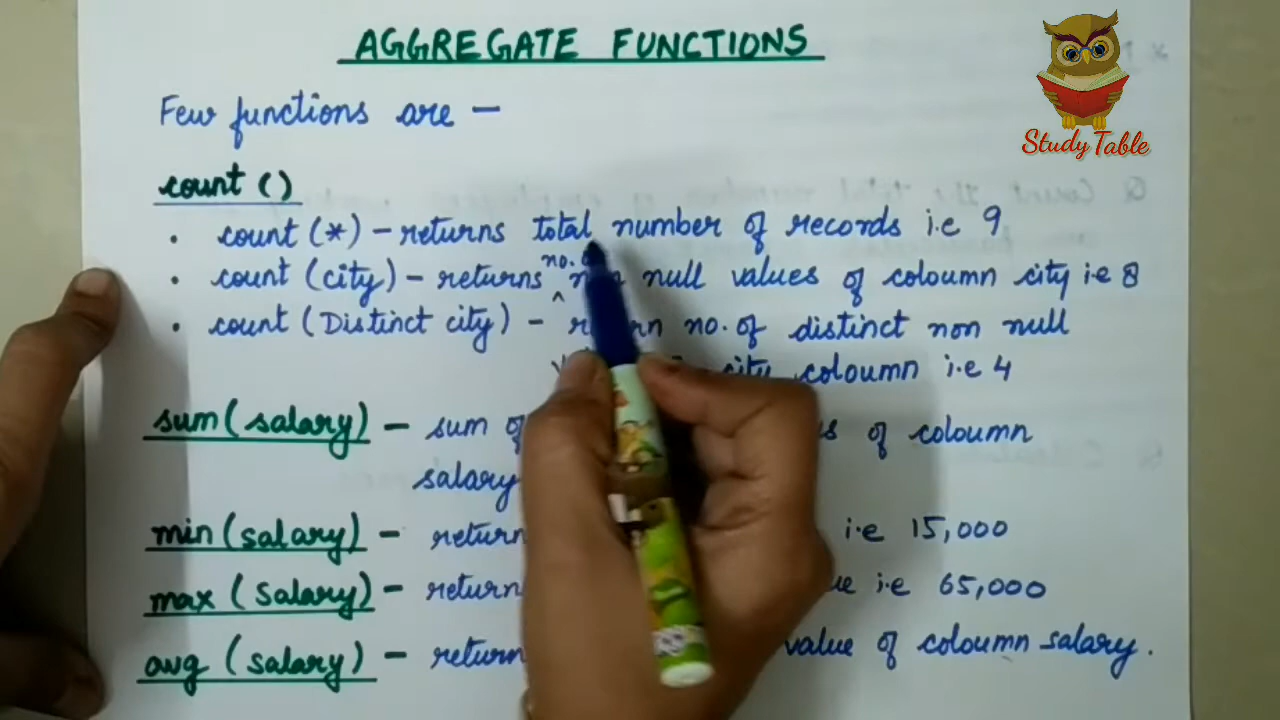 AGGREGATE FUNCTIONS
Study Table
Few functions are -
count ()
• count (*) - returns total number of records i.e 9
no. o
• count (city) - returns ^ non null values of coloumn city i e 8
• count (Distinct city) - return no. of distinct non null
city coloumn i.e 4
sum (salary) - sum of of coloumn
salary
min (salary) - return i.e 15,000
max (salary) - return i.e 65,000
avg (salary) - return value of coloumn salary.